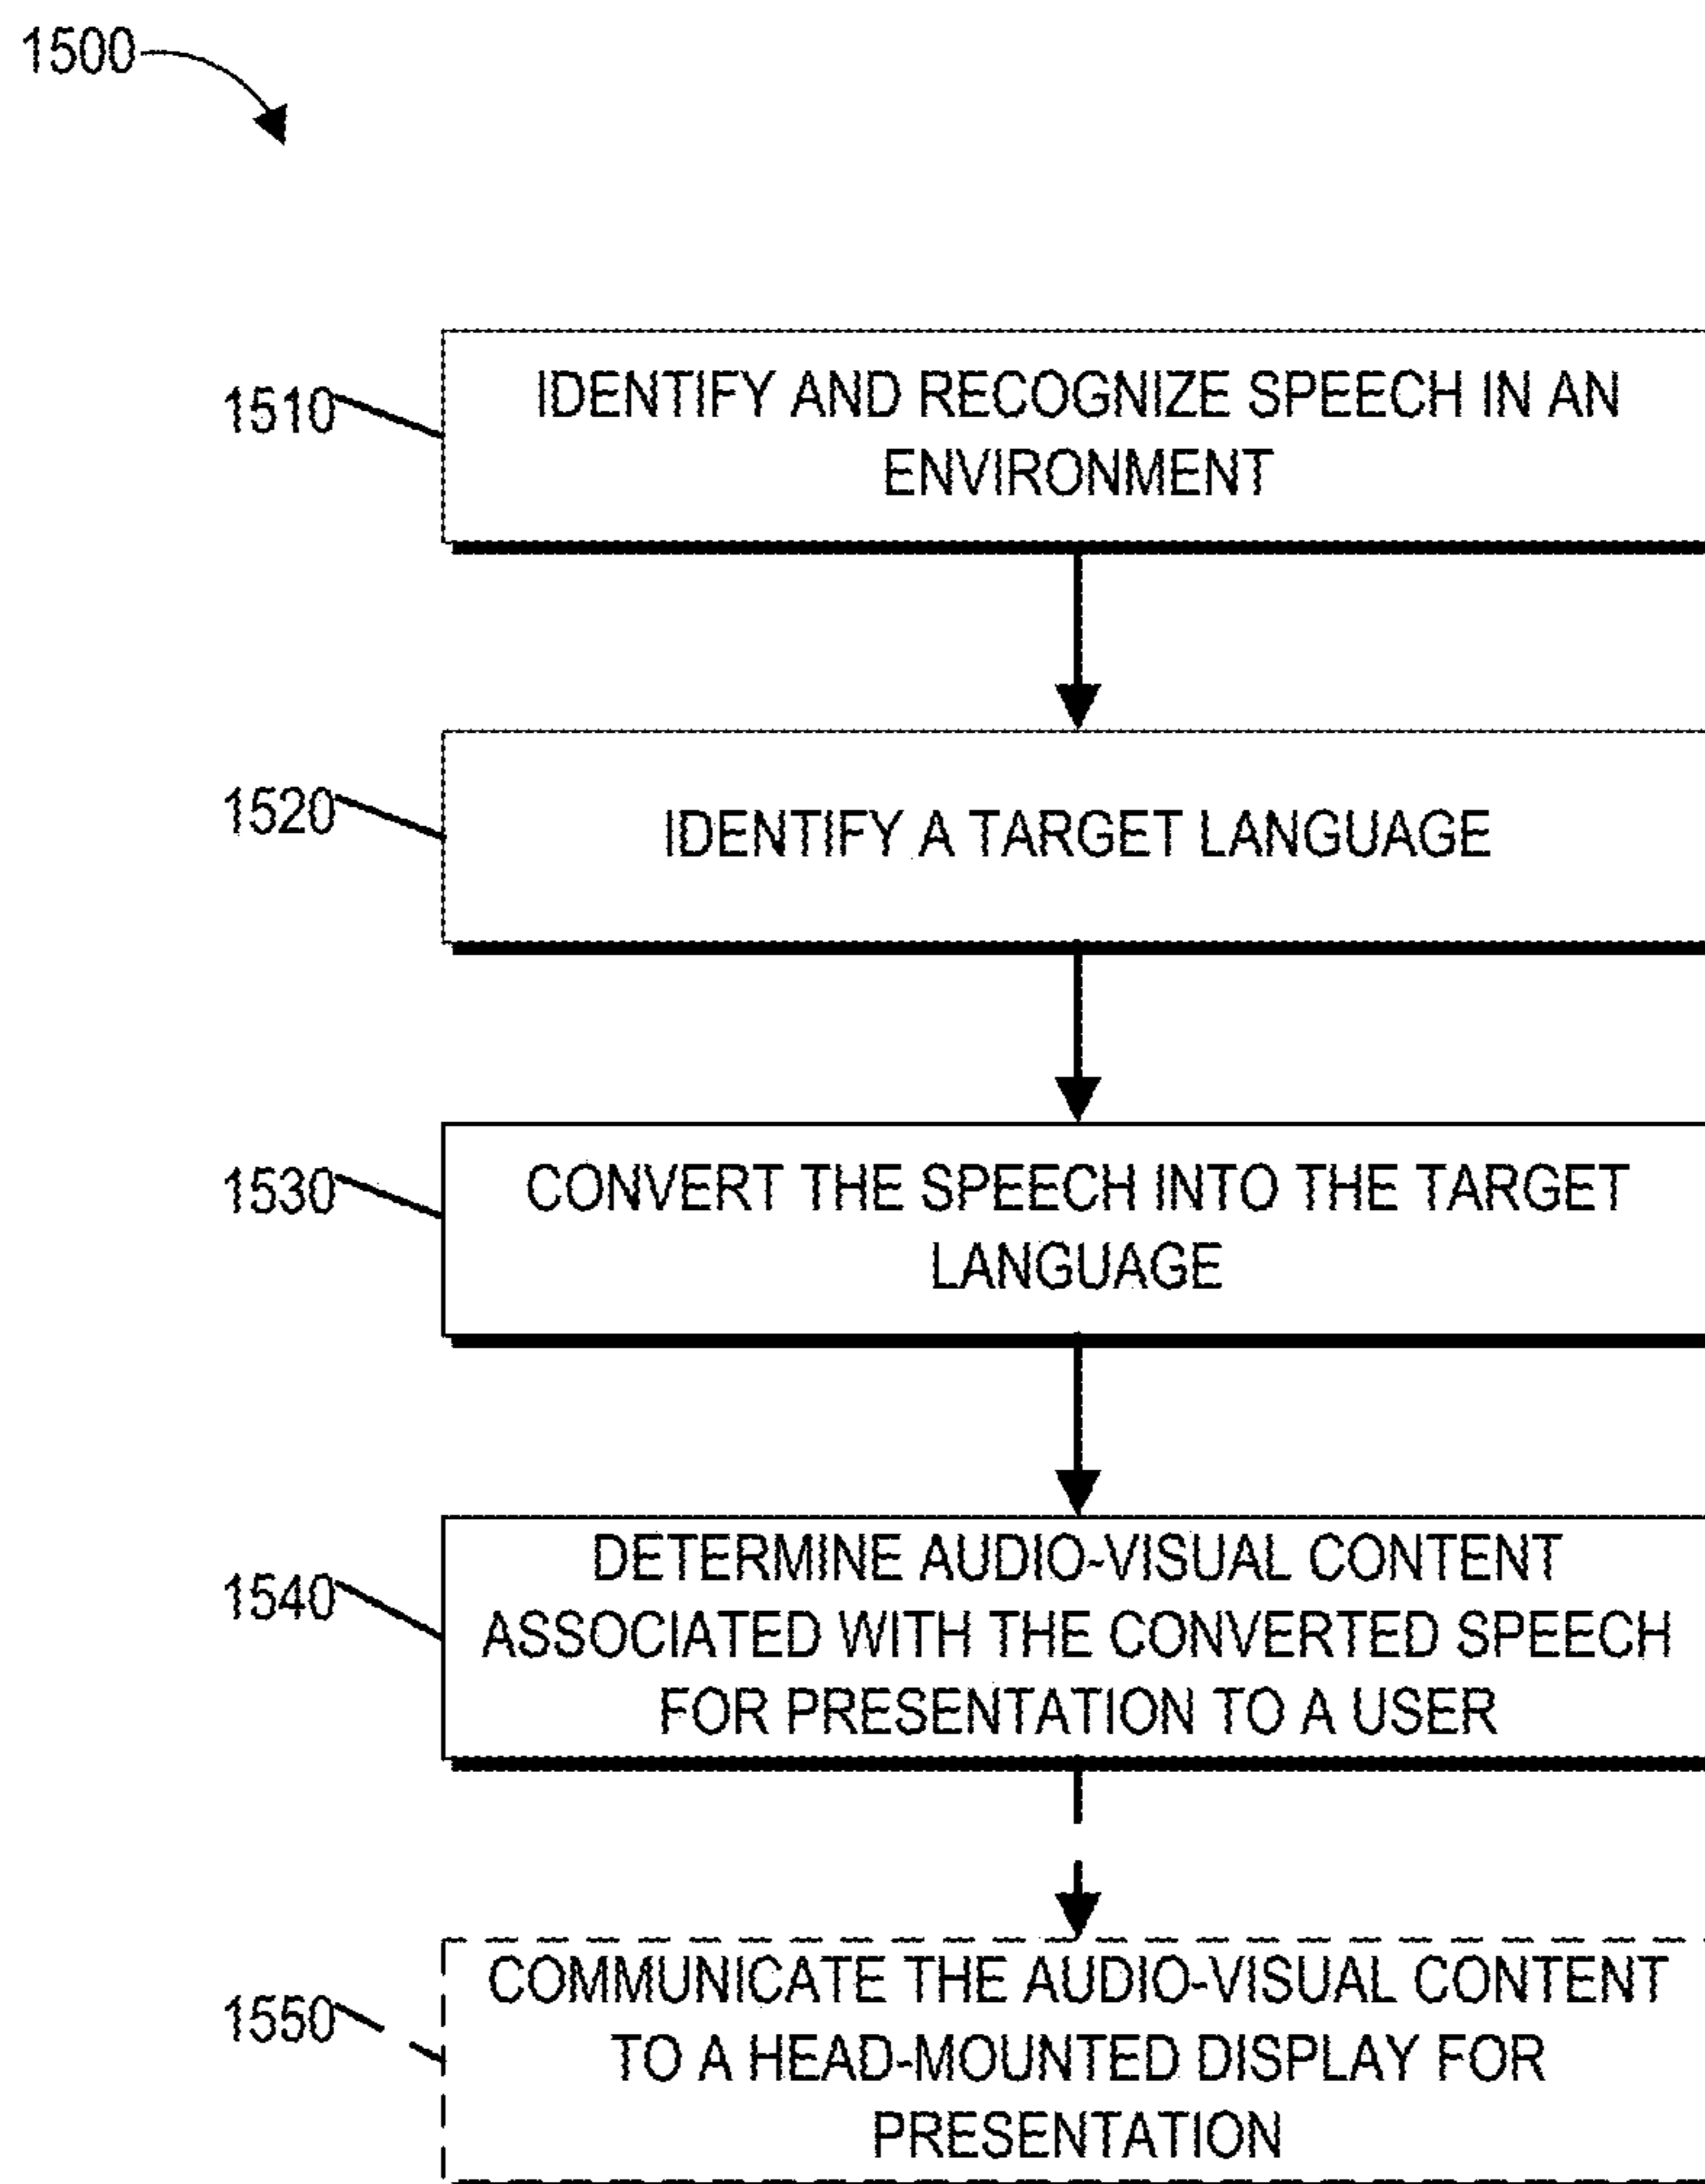 1500
1510
IDENTIFY AND RECOGNIZE SPEECH IN AN
ENVIRONMENT
1520
IDENTIFY A TARGET LANGUAGE
1530
CONVERT THE SPEECH INTO THE TARGET
LANGUAGE
1540
DETERMINE AUDIO-VISUAL CONTENT
ASSOCIATED WITH THE CONVERTED SPEECH
FOR PRESENTATION TO A USER
1550
COMMUNICATE THE AUDIO-VISUAL CONTENT
TO A HEAD-MOUNTED DISPLAY FOR
PRESENTATION